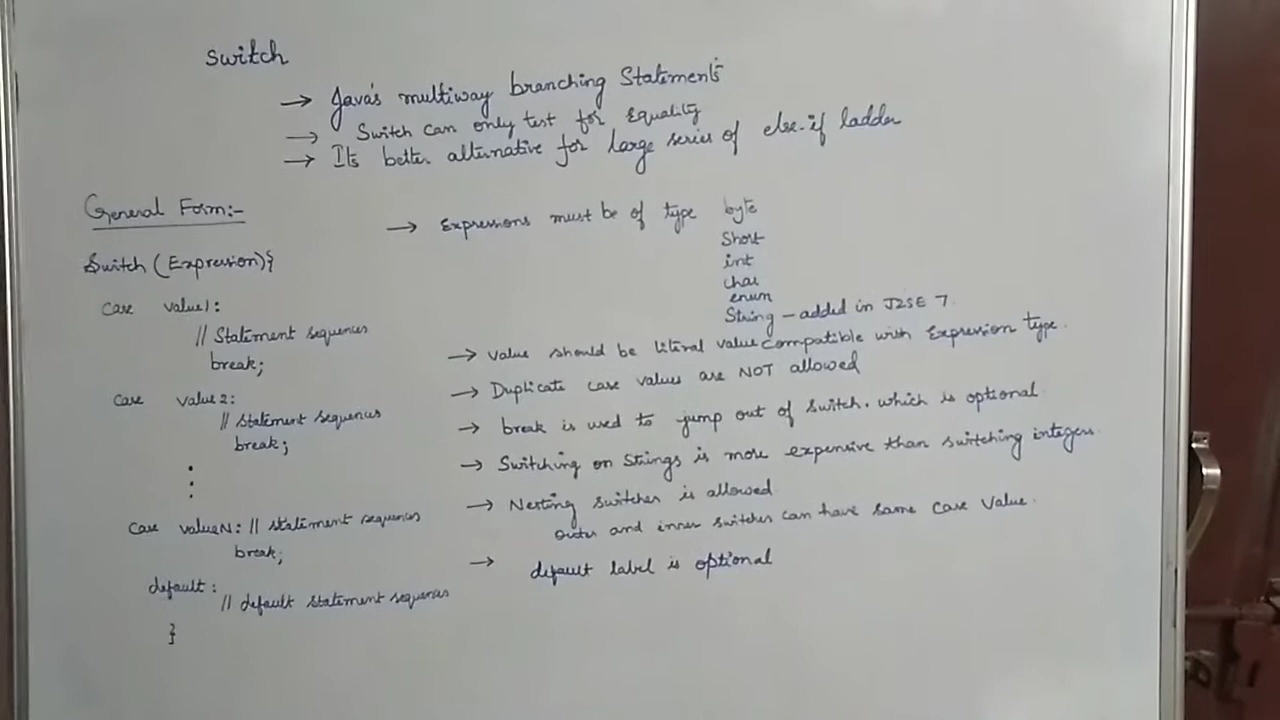 Switch
→ Java's multiway branching Statements
→ Switch can only test for Equality
→ Its better alternative for large series of else-if ladder
General Form:-
Switch (Expression){
case value1:
// Statement sequences
break;
case value2:
// Statement sequences
break;
.
.
.
case valueN: // statement sequences
break;
default:
// default statement sequences
}
→ Expressions must be of type byte
Short
int
char
enum
String - added in J2SE 7.
→ value should be literal value compatible with Expression type.
→ Duplicate case values are NOT allowed
→ break is used to jump out of switch. which is optional
→ Switching on Strings is more expensive than switching integers.
→ Nesting switches is allowed
outer and inner switches can have same case value.
→ default label is optional